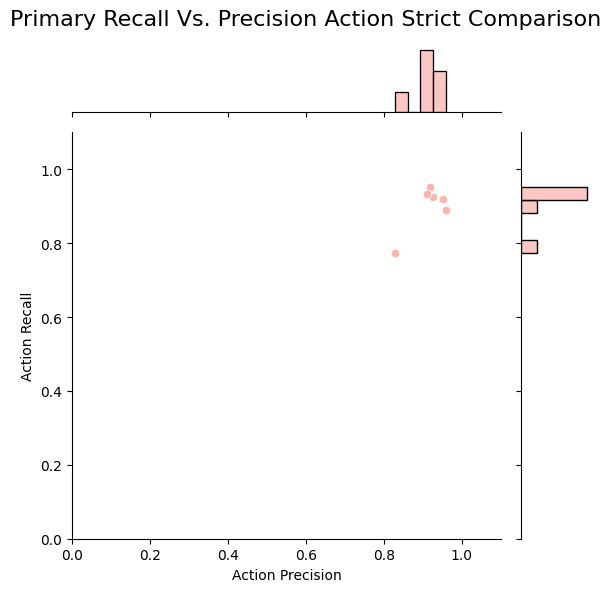 Primary Recall Vs. Precision Action Strict Comparison
1.0
0.8
0.6
0.4
0.2
0.0
Action Recall
0.0 0.2 0.4 0.6 0.8 1.0
Action Precision